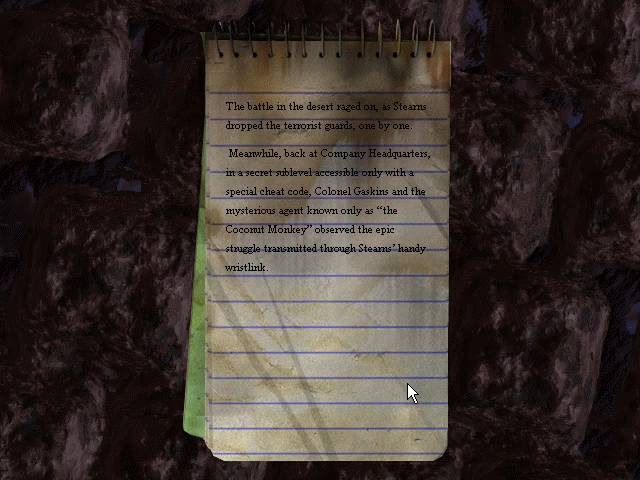 The battle in the desert raged on, as Stearns
dropped the terrorist guards, one by one.
Meanwhile, back at Company Headquarters,
in a secret sublevel accessible only with a
special cheat code, Colonel Gaskins and the
mysterious agent known only as “the
Coconut Monkey” observed the epic
struggle transmitted through Stearns’ handy
wristlink.